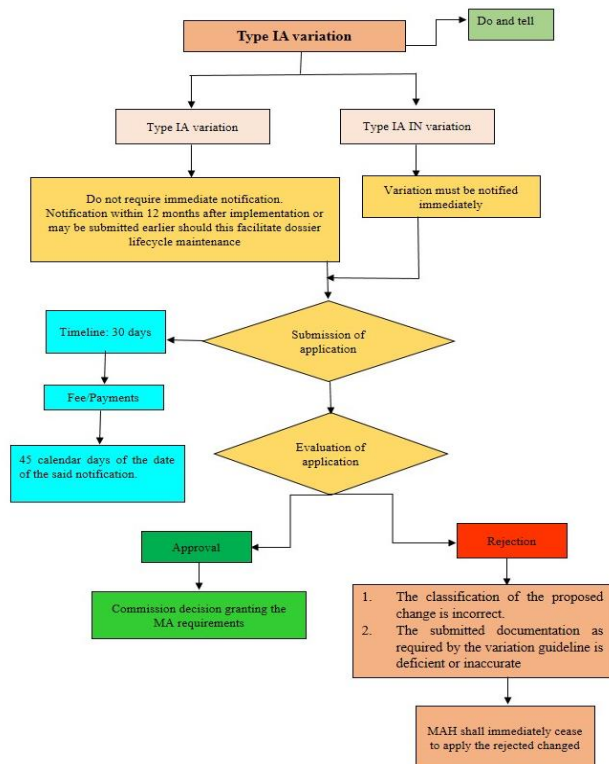 Type IA variation
Do and tell
Type IA variation
Type IA IN variation
Do not require immediate notification.
Notification within 12 months after implementation or
may be submitted earlier should this facilitate dossier
lifecycle maintenance
Variation must be notified
immediately
Timeline: 30 days
Submission of
application
Fee/Payments
45 calendar days of the date
of the said notification.
Evaluation of
application
Approval
Rejection
Commission decision granting the
MA requirements
1. The classification of the proposed
change is incorrect.
2. The submitted documentation as
required by the variation guideline is
deficient or inaccurate
MAH shall immediately cease
to apply the rejected changed